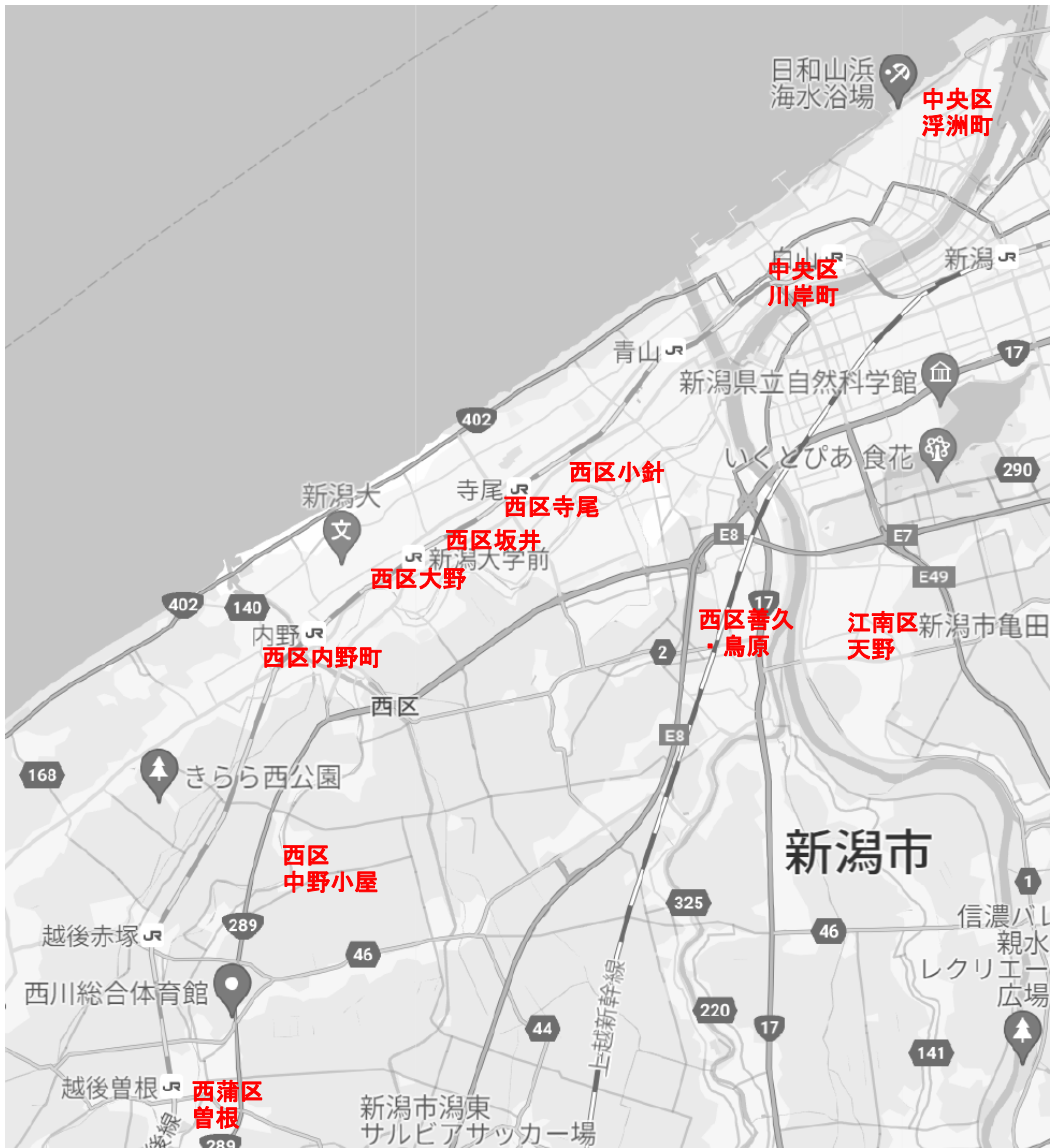 日和山浜
海水浴場
中央区
浮洲町
白山
新潟
中央区
川岸町
青山
17
新潟県立自然科学館
402
いくとぴあ 食花
290
西区小針
寺尾
新潟大
西区寺尾
E8
E7
西区坂井
新潟大学前
西区大野
E49
402
140
17
西区善久
鳥原
江南区
天野
新潟市亀田
内野
2
西区内野町
西区
E8
168
きらら西公園
新潟市
西区
中野小屋
1
325
289
46
信濃バレ
親水
レクリエー
広場
越後赤塚
46
西川総合体育館
上越新幹線
220
17
44
141
越後曽根
西蒲区
曽根
新潟市潟東
サルビアサッカー場
後線
289